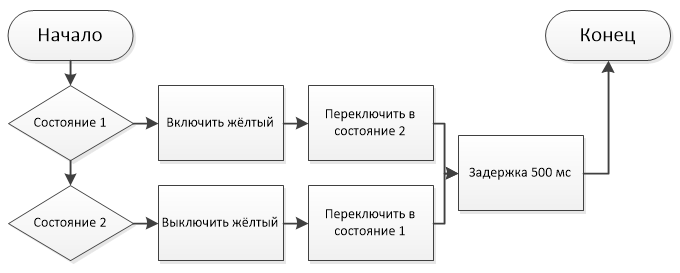 Начало
Конец
Состояние 1
Включить жёлтый
Переключить в
состояние 2
Задержка 500 мс
Состояние 2
Выключить жёлтый
Переключить в
состояние 1